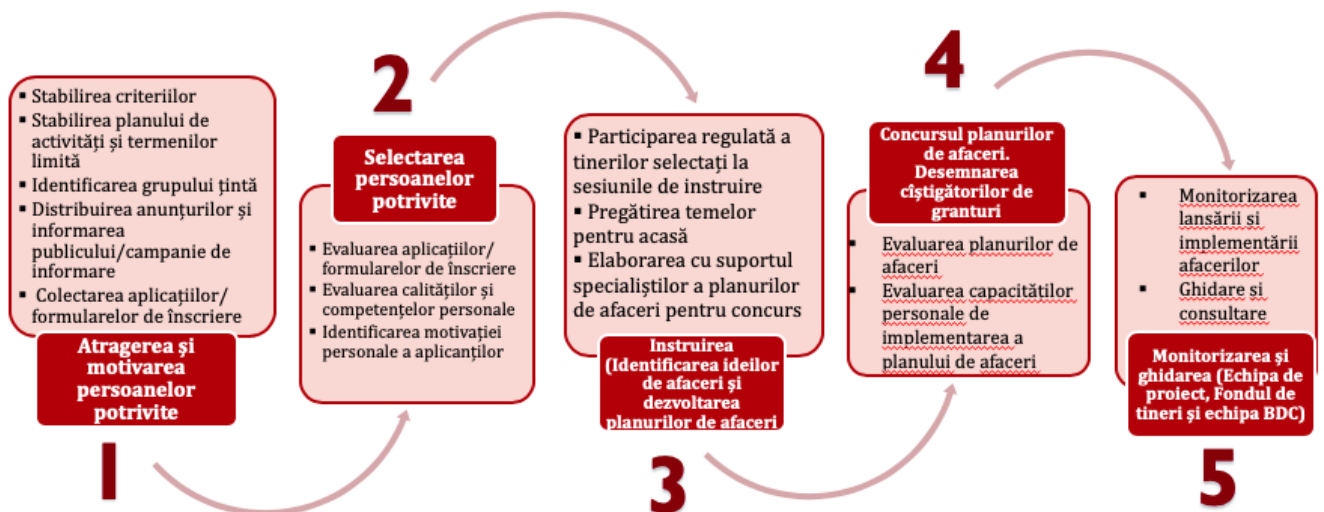 1
▪ Stabilirea criteriilor
▪ Stabilirea planului de
activități și termenilor
limită
▪ Identificarea grupului țintă
▪ Distribuirea anunțurilor și
informarea
publicului/campanie de
informare
▪ Colectarea aplicațiilor/
formularelor de înscriere
Atragerea și
motivarea
persoanelor
potrivite
2
Selectarea
persoanelor
potrivite
▪ Evaluarea aplicațiilor/
formularelor de înscriere
▪ Evaluarea calităților și
competențelor personale
▪ Identificarea motivației
personale a aplicanților
3
▪ Participarea regulată a
tinerilor selectați la
sesiunile de instruire
▪ Pregătirea temelor
pentru acasă
▪ Elaborarea cu suportul
specialiștilor a planurilor
de afaceri pentru concurs
Instruirea
(Identificarea ideilor
de afaceri și
dezvoltarea
planurilor de afaceri
4
Concursul planurilor
de afaceri.
Desemnarea
cîștigătorilor de
granturi
▪ Evaluarea planurilor de
afaceri
▪ Evaluarea capacităților
personale de
implementarea a
planului de afaceri
5
▪ Monitorizarea
lansării și
implementării
afacerilor
▪ Ghidare și
consultare
Monitorizarea și
ghidarea (Echipa de
proiect, Fondul de
tineri și echipa BDC)